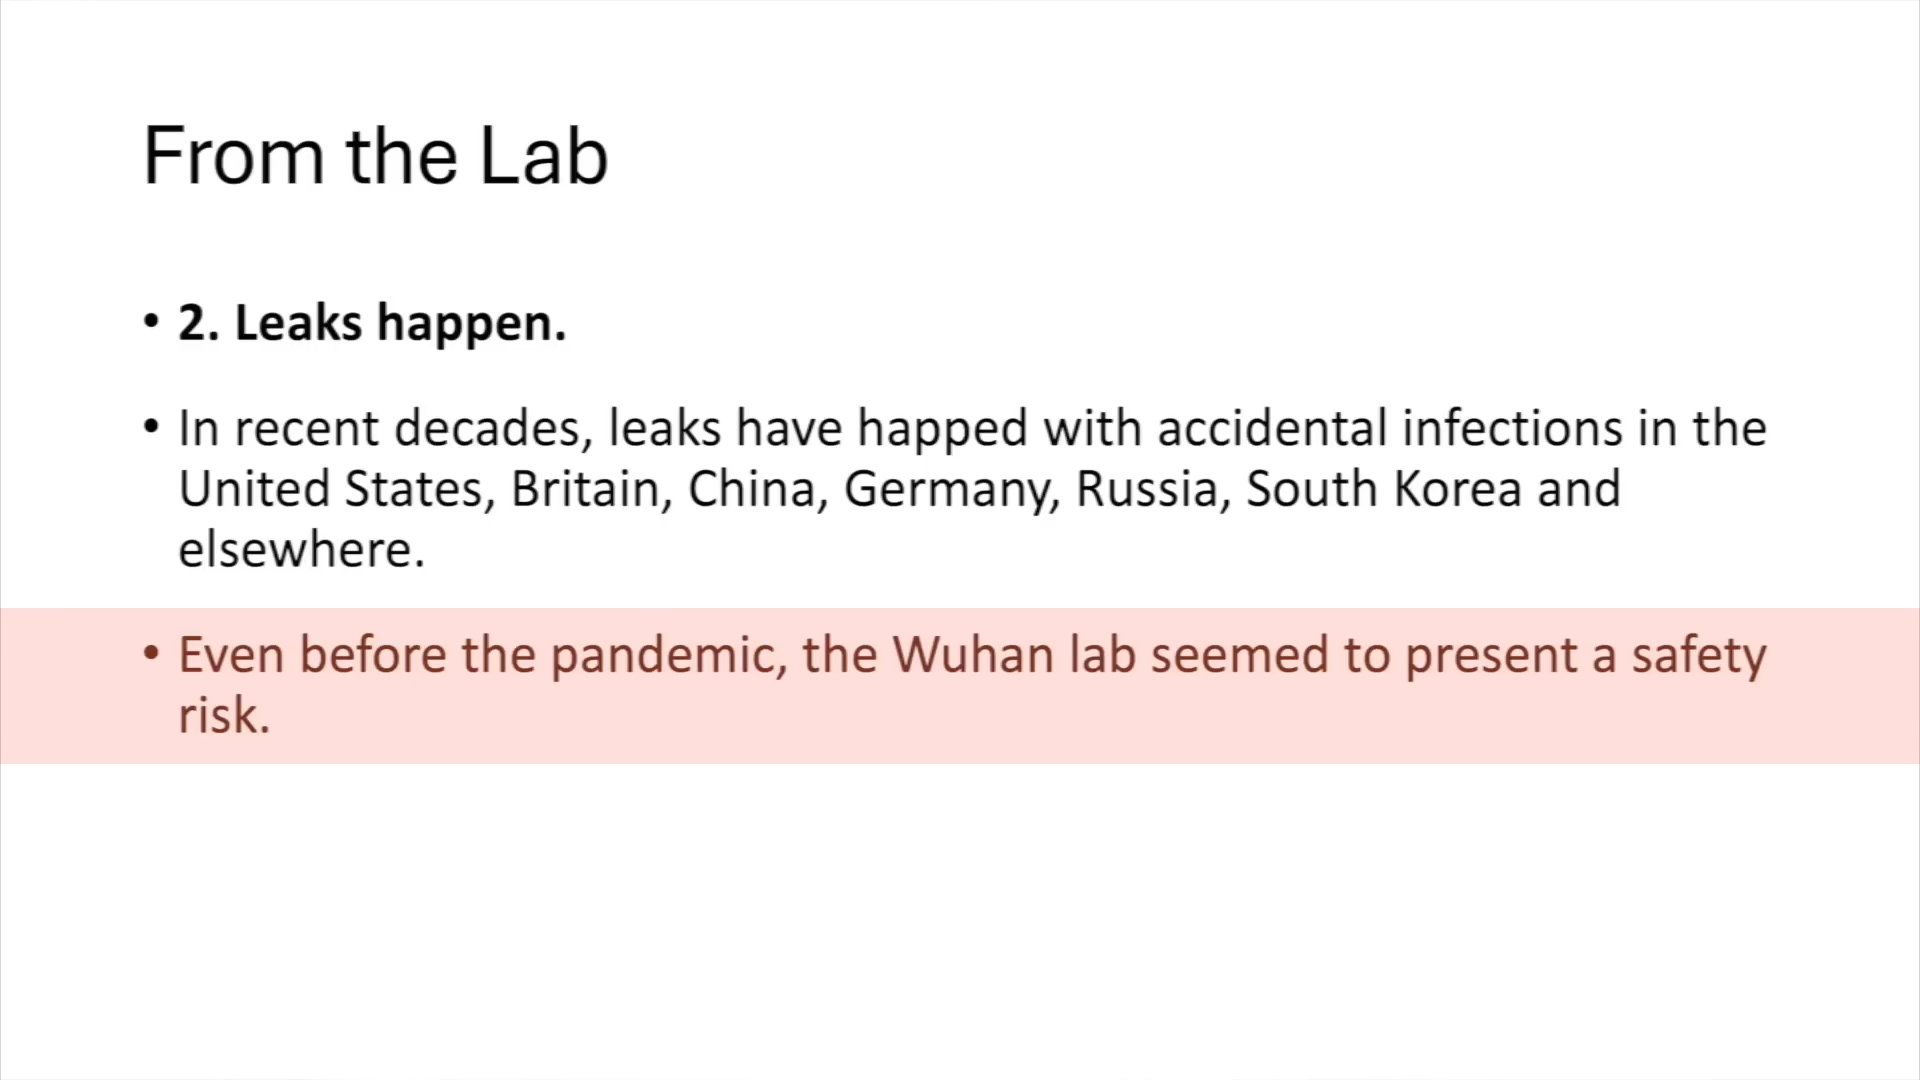 From the Lab
• 2. Leaks happen.
• In recent decades, leaks have happed with accidental infections in the
United States, Britain, China, Germany, Russia, South Korea and
elsewhere.
• Even before the pandemic, the Wuhan lab seemed to present a safety
risk.